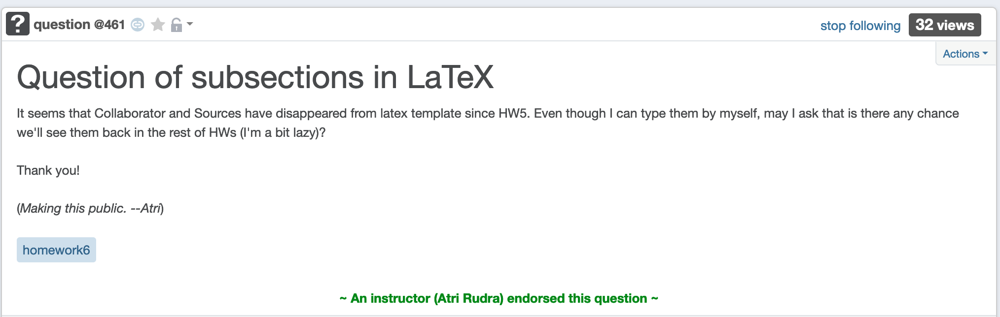 ? question @461
stop following 32 views
Actions
Question of subsections in LaTeX
It seems that Collaborator and Sources have disappeared from latex template since HW5. Even though I can type them by myself, may I ask that is there any chance
we'll see them back in the rest of HWs (I'm a bit lazy)?
Thank you!
(Making this public. --Atri)
homework6
~ An instructor (Atri Rudra) endorsed this question ~